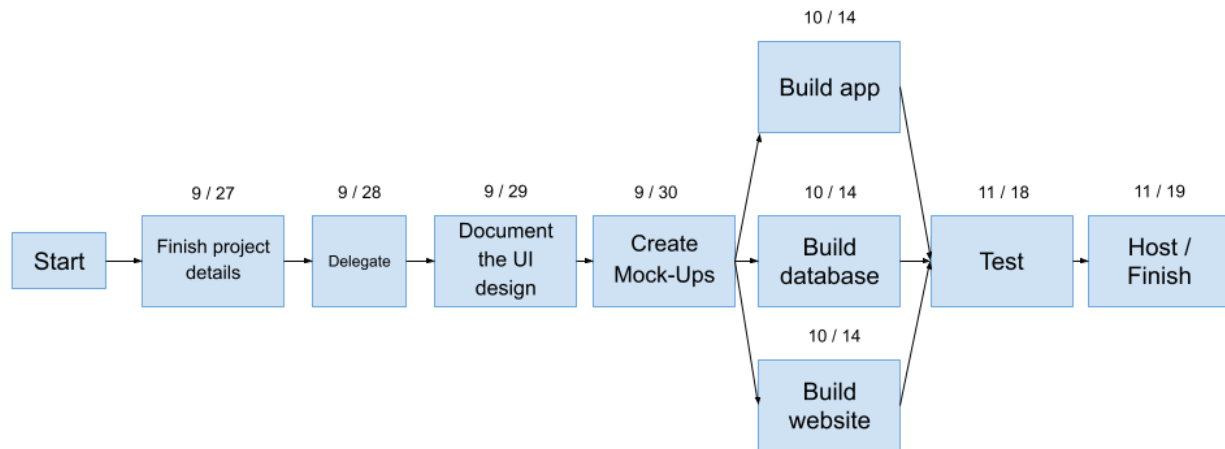 Start
9 / 27
Finish project
details
9 / 28
Delegate
9 / 29
Document
the UI
design
9 / 30
Create
Mock-Ups
10 / 14
Build app
10 / 14
Build
database
10 / 14
Build
website
11 / 18
Test
11 / 19
Host /
Finish